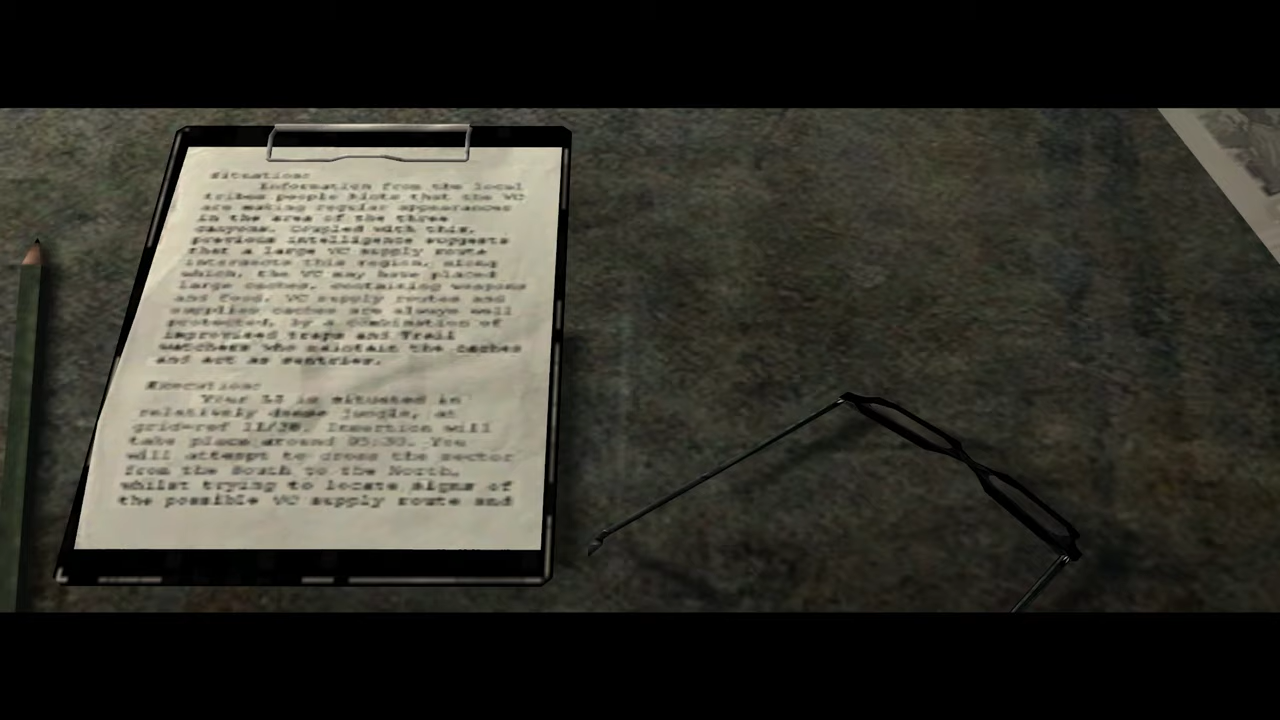 Situation:
Information from the local
tribes people hints that the VC
are making regular appearances
in the area of the three
canyons. Coupled with this,
previous intelligence suggests
that a large VC supply route
intersects this region, along
which, the VC may have placed
large caches, containing weapons
and food. VC supply routes and
supplies caches are always well
protected, by a combination of
improvised traps and Trail
watchers who maintain the caches
and act as sentries.
Execution:
Your LZ is situated in
relatively dense jungle, at
grid-ref 11/20. Insertion will
take place around 05:30. You
will attempt to cross the sector
from the South to the North,
whilst trying to locate signs of
the possible VC supply route and